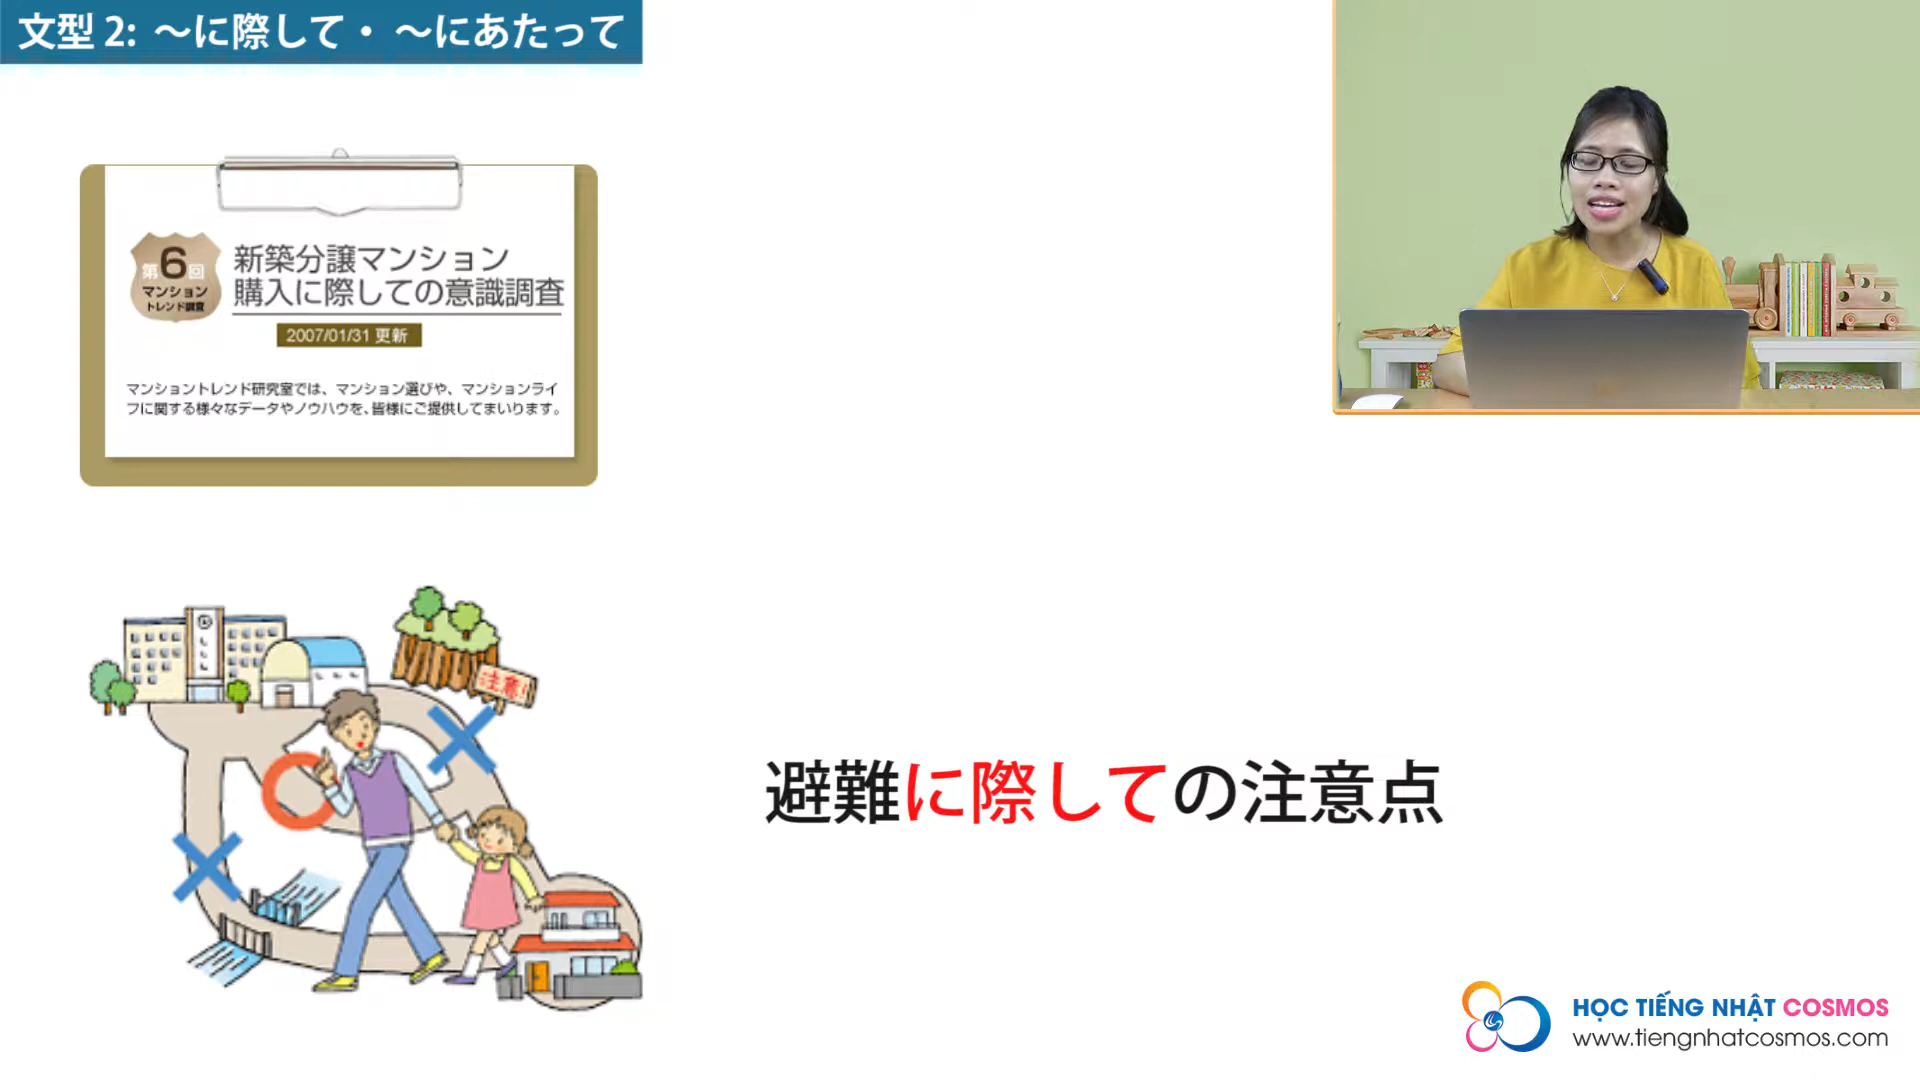 文型 2: ～に際して・ ～にあたって
第6回
マンション
トレンド調査
新築分譲マンション
購入に際しての意識調査
2007/01/31 更新
マンショントレンド研究室では、マンション選びや、マンションライ
フに関する様々なデータやノウハウを、皆様にご提供してまいります。
注意!
避難に際しての注意点
HỌC TIẾNG NHẬT COSMOS
www.tiengnhatcosmos.com